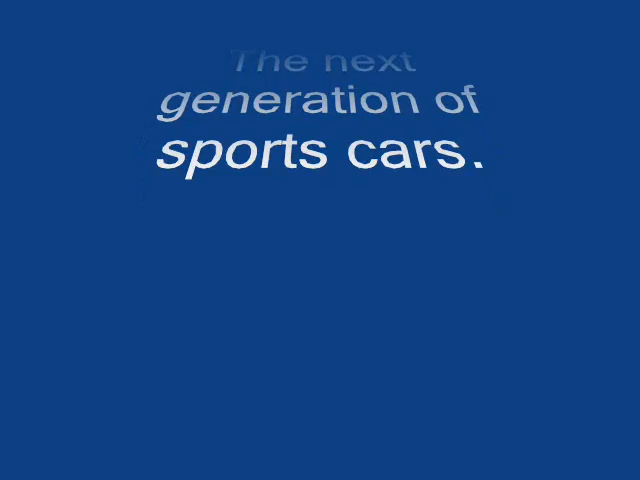 The next
generation of
sports cars.